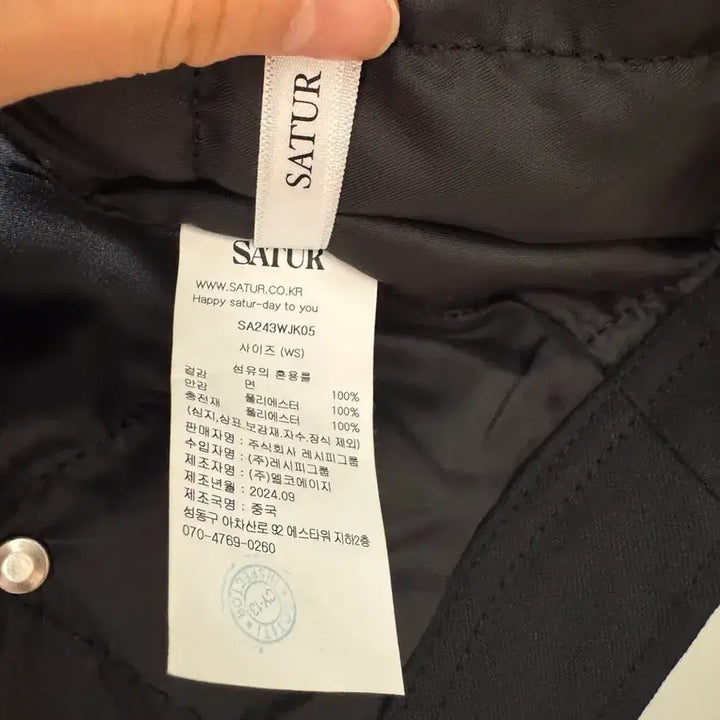 SATUR
SATUR
WWW.SATUR.CO.KR
Happy satur-day to you
SA243WJK05
사이즈 (WS)
섬유의 혼용률
겉감 면 100%
안감 폴리에스터 100%
충전재 폴리에스터 100%
(심지,상표,보강재,자수,장식 제외)
판매자명 : 주식회사 레시피그룹
수입자명 : (주)레시피그룹
제조자명 : (주)엘코에이지
제조년월 : 2024.09
제조국명 : 중국
성동구 아차산로 92 에스타워 지하2층
070-4769-0260
CY-13